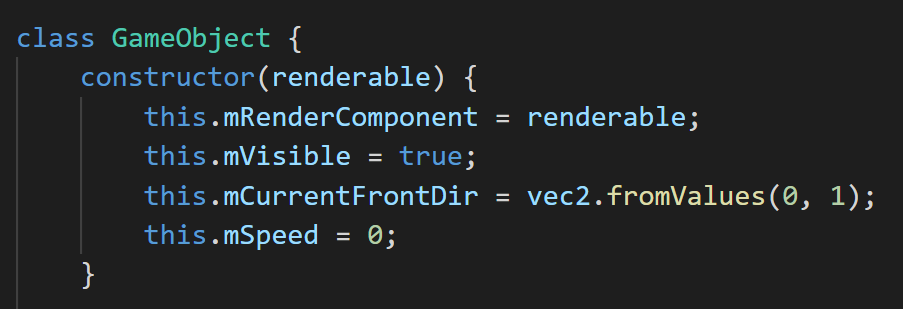 class GameObject {
    constructor(renderable) {
        this.mRenderComponent = renderable;
        this.mVisible = true;
        this.mCurrentFrontDir = vec2.fromValues(0, 1);
        this.mSpeed = 0;
    }